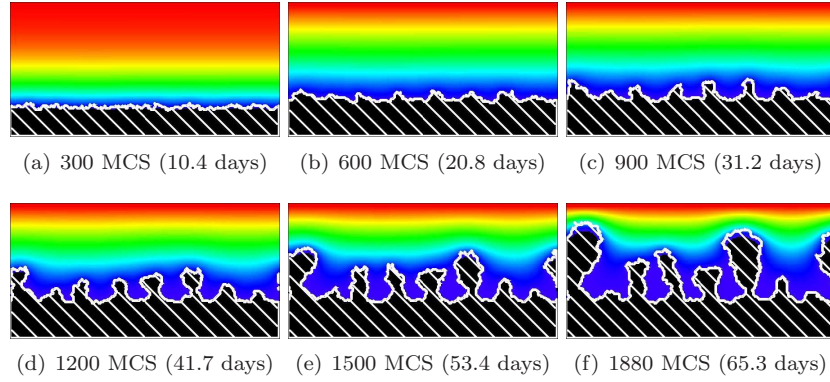 (a) 300 MCS (10.4 days)
(b) 600 MCS (20.8 days)
(c) 900 MCS (31.2 days)
(d) 1200 MCS (41.7 days)
(e) 1500 MCS (53.4 days)
(f) 1880 MCS (65.3 days)